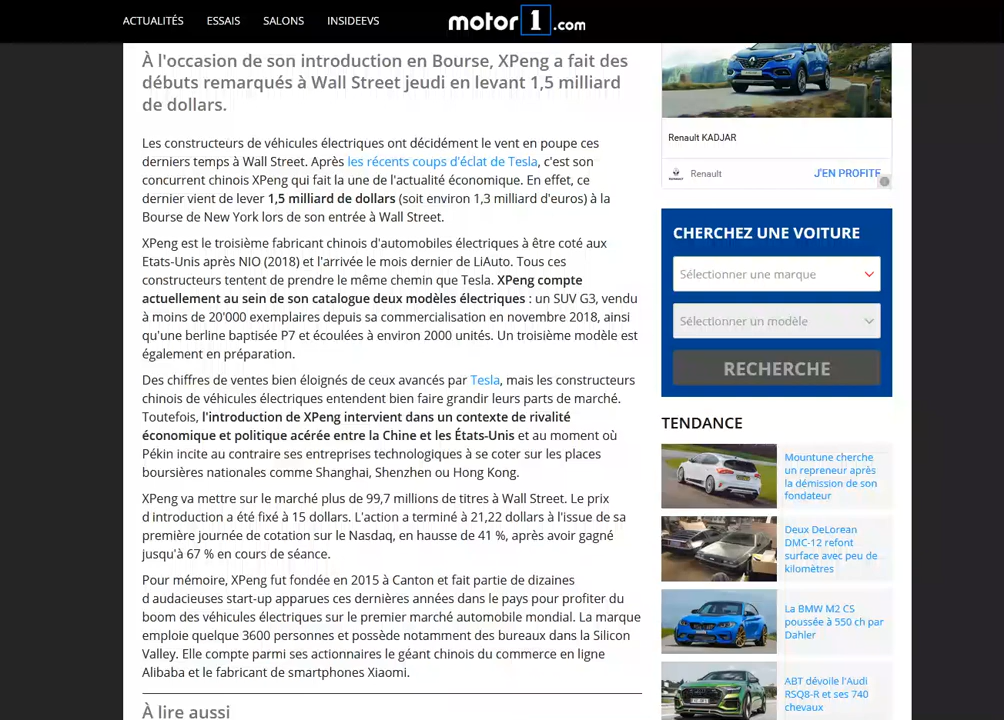 ACTUALITÉS ESSAIS SALONS INSIDEEVS motor1.com
À l'occasion de son introduction en Bourse, XPeng a fait des
débuts remarqués à Wall Street jeudi en levant 1,5 milliard
de dollars.
Les constructeurs de véhicules électriques ont décidément le vent en poupe ces
derniers temps à Wall Street. Après les récents coups d'éclat de Tesla, c'est son
concurrent chinois XPeng qui fait la une de l'actualité économique. En effet, ce
dernier vient de lever 1,5 milliard de dollars (soit environ 1,3 milliard d'euros) à la
Bourse de New York lors de son entrée à Wall Street.
XPeng est le troisième fabricant chinois d'automobiles électriques à être coté aux
Etats-Unis après NIO (2018) et l'arrivée le mois dernier de LiAuto. Tous ces
constructeurs tentent de prendre le même chemin que Tesla. XPeng compte
actuellement au sein de son catalogue deux modèles électriques : un SUV G3, vendu
à moins de 20'000 exemplaires depuis sa commercialisation en novembre 2018, ainsi
qu'une berline baptisée P7 et écoulées à environ 2000 unités. Un troisième modèle est
également en préparation.
Des chiffres de ventes bien éloignés de ceux avancés par Tesla, mais les constructeurs
chinois de véhicules électriques entendent bien faire grandir leurs parts de marché.
Toutefois, l'introduction de XPeng intervient dans un contexte de rivalité
économique et politique acérée entre la Chine et les États-Unis et au moment où
Pékin incite au contraire ses entreprises technologiques à se coter sur les places
boursières nationales comme Shanghai, Shenzhen ou Hong Kong.
XPeng va mettre sur le marché plus de 99,7 millions de titres à Wall Street. Le prix
d introduction a été fixé à 15 dollars. L'action a terminé à 21,22 dollars à l'issue de sa
première journée de cotation sur le Nasdaq, en hausse de 41 %, après avoir gagné
jusqu'à 67 % en cours de séance.
Pour mémoire, XPeng fut fondée en 2015 à Canton et fait partie de dizaines
d audacieuses start-up apparues ces dernières années dans le pays pour profiter du
boom des véhicules électriques sur le premier marché automobile mondial. La marque
emploie quelque 3600 personnes et possède notamment des bureaux dans la Silicon
Valley. Elle compte parmi ses actionnaires le géant chinois du commerce en ligne
Alibaba et le fabricant de smartphones Xiaomi.
À lire aussi
Renault KADJAR
Renault J'EN PROFITE
CHERCHEZ UNE VOITURE
Sélectionner une marque
Sélectionner un modèle
RECHERCHE
TENDANCE
Mountune cherche
un repreneur après
la démission de son
fondateur
Deux DeLorean
DMC-12 refont
surface avec peu de
kilomètres
La BMW M2 CS
poussée à 550 ch par
Dahler
ABT dévoile l'Audi
RSQ8-R et ses 740
chevaux